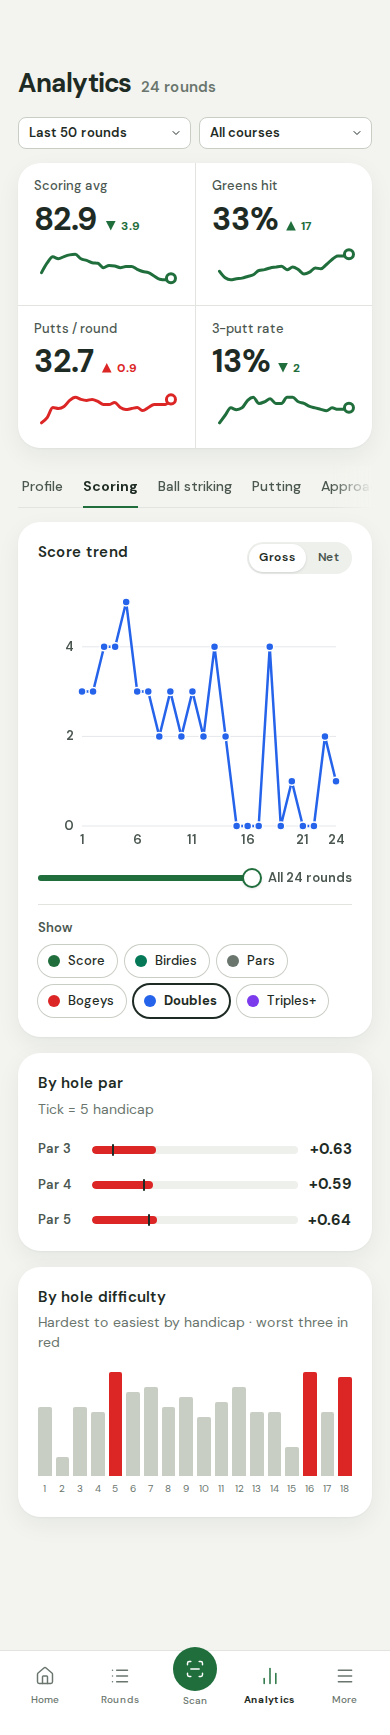 Analytics 24 rounds
Last 50 rounds All courses
Scoring avg Greens hit
82.9 ▼ 3.9 33% ▲ 17
Putts / round 3-putt rate
32.7 ▲ 0.9 13% ▼ 2
Profile Scoring Ball striking Putting Approa
Score trend Gross Net
4
2
0
1 6 11 16 21 24
All 24 rounds
Show
Score Birdies Pars
Bogeys Doubles Triples+
By hole par
Tick = 5 handicap
Par 3 +0.63
Par 4 +0.59
Par 5 +0.64
By hole difficulty
Hardest to easiest by handicap · worst three in
red
1 2 3 4 5 6 7 8 9 10 11 12 13 14 15 16 17 18
Home Rounds Scan Analytics More